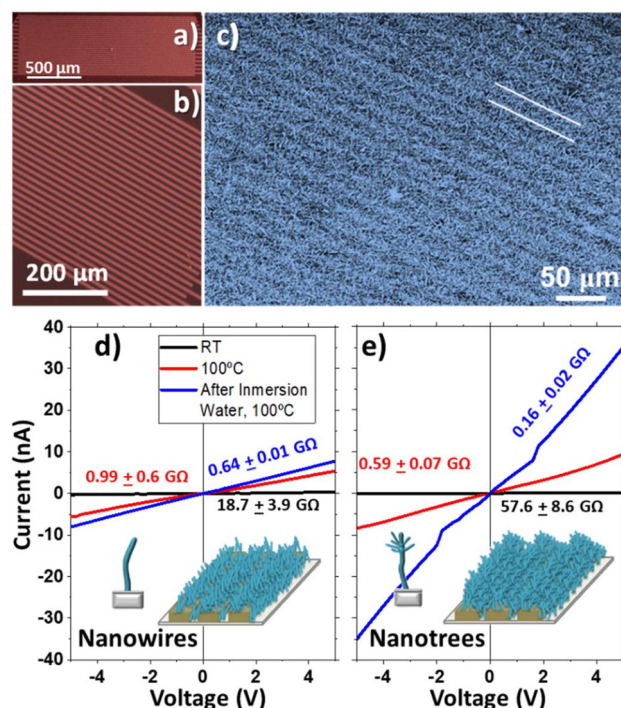 a)
500 µm
b)
200 µm
c)
50 µm
d)
RT
100ºC
After Inmersion
Water, 100ºC
0.99 ± 0.6 GΩ
0.64 ± 0.01 GΩ
18.7 ± 3.9 GΩ
Nanowires
e)
0.16 ± 0.02 GΩ
0.59 ± 0.07 GΩ
57.6 ± 8.6 GΩ
Nanotrees
Current (nA)
40
30
20
10
0
-10
-20
-30
-40
-4 -2 0 2 4
-4 -2 0 2 4
Voltage (V)
Voltage (V)